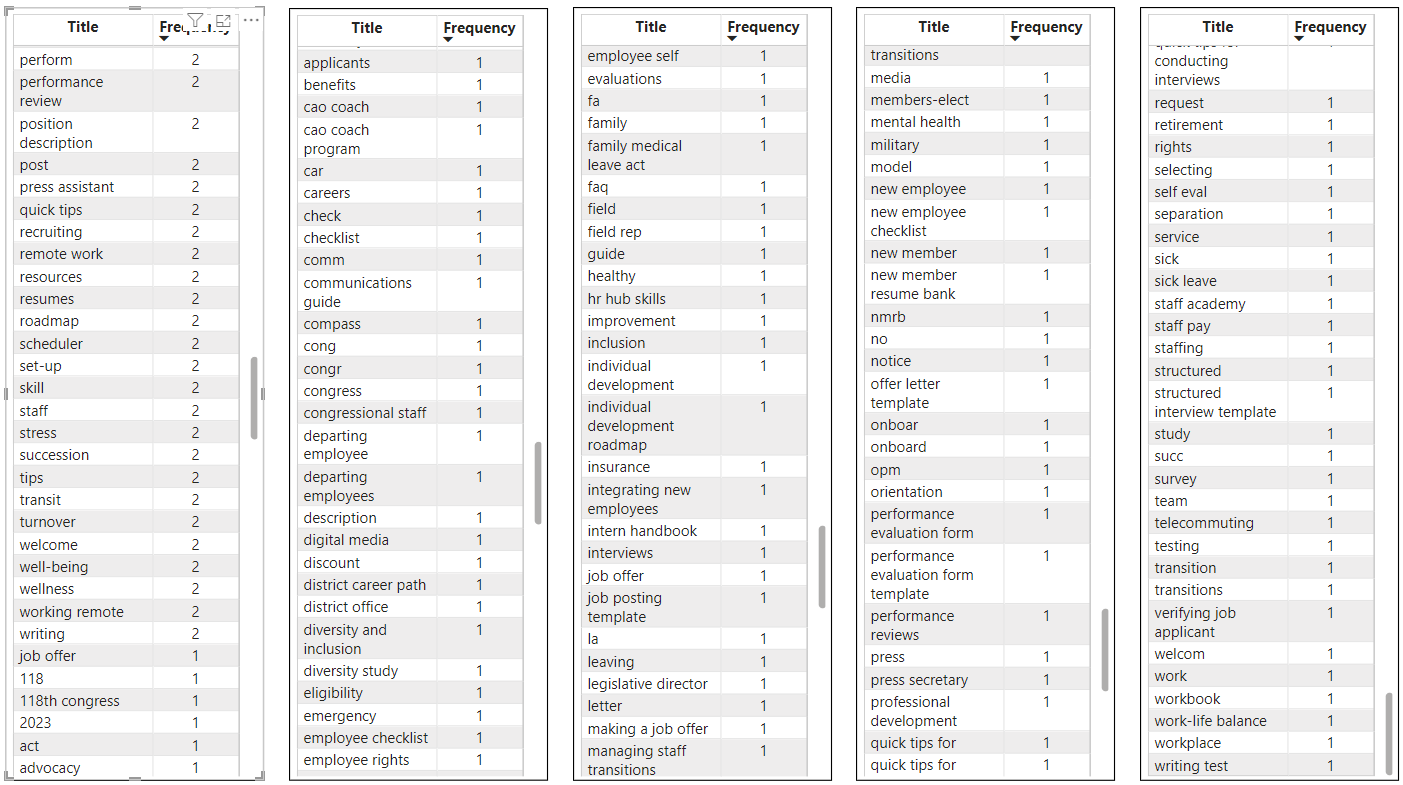 Title Frequency
perform 2
performance 2
review
position 2
description
post 2
press assistant 2
quick tips 2
recruiting 2
remote work 2
resources 2
resumes 2
roadmap 2
scheduler 2
set-up 2
skill 2
staff 2
stress 2
succession 2
tips 2
transit 2
turnover 2
welcome 2
well-being 2
wellness 2
working remote 2
writing 2
job offer 1
118 1
118th congress 1
2023 1
act 1
advocacy 1
Title Frequency
applicants 1
benefits 1
cao coach 1
cao coach 1
program
car 1
careers 1
check 1
checklist 1
comm 1
communications 1
guide
compass 1
cong 1
congr 1
congress 1
congressional staff 1
departing 1
employee
departing 1
employees
description 1
digital media 1
discount 1
district career path 1
district office 1
diversity and 1
inclusion
diversity study 1
eligibility 1
emergency 1
employee checklist 1
employee rights 1
Title Frequency
employee self 1
evaluations 1
fa 1
family 1
family medical 1
leave act
faq 1
field 1
field rep 1
guide 1
healthy 1
hr hub skills 1
improvement 1
inclusion 1
individual 1
development
individual 1
development
roadmap
insurance 1
integrating new 1
employees
intern handbook 1
interviews 1
job offer 1
job posting 1
template
la 1
leaving 1
legislative director 1
letter 1
making a job offer 1
managing staff 1
transitions
Title Frequency
transitions
media 1
members-elect 1
mental health 1
military 1
model 1
new employee 1
new employee 1
checklist
new member 1
new member 1
resume bank
nmrb 1
no 1
notice 1
offer letter 1
template
onboar 1
onboard 1
opm 1
orientation 1
performance 1
evaluation form
performance 1
evaluation form
template
performance 1
reviews
press 1
press secretary 1
professional 1
development
quick tips for 1
quick tips for 1
Title Frequency
quick tips for
conducting
interviews
request 1
retirement 1
rights 1
selecting 1
self eval 1
separation 1
service 1
sick 1
sick leave 1
staff academy 1
staff pay 1
staffing 1
structured 1
structured 1
interview template
study 1
succ 1
survey 1
team 1
telecommuting 1
testing 1
transition 1
transitions 1
verifying job 1
applicant
welcom 1
work 1
workbook 1
work-life balance 1
workplace 1
writing test 1